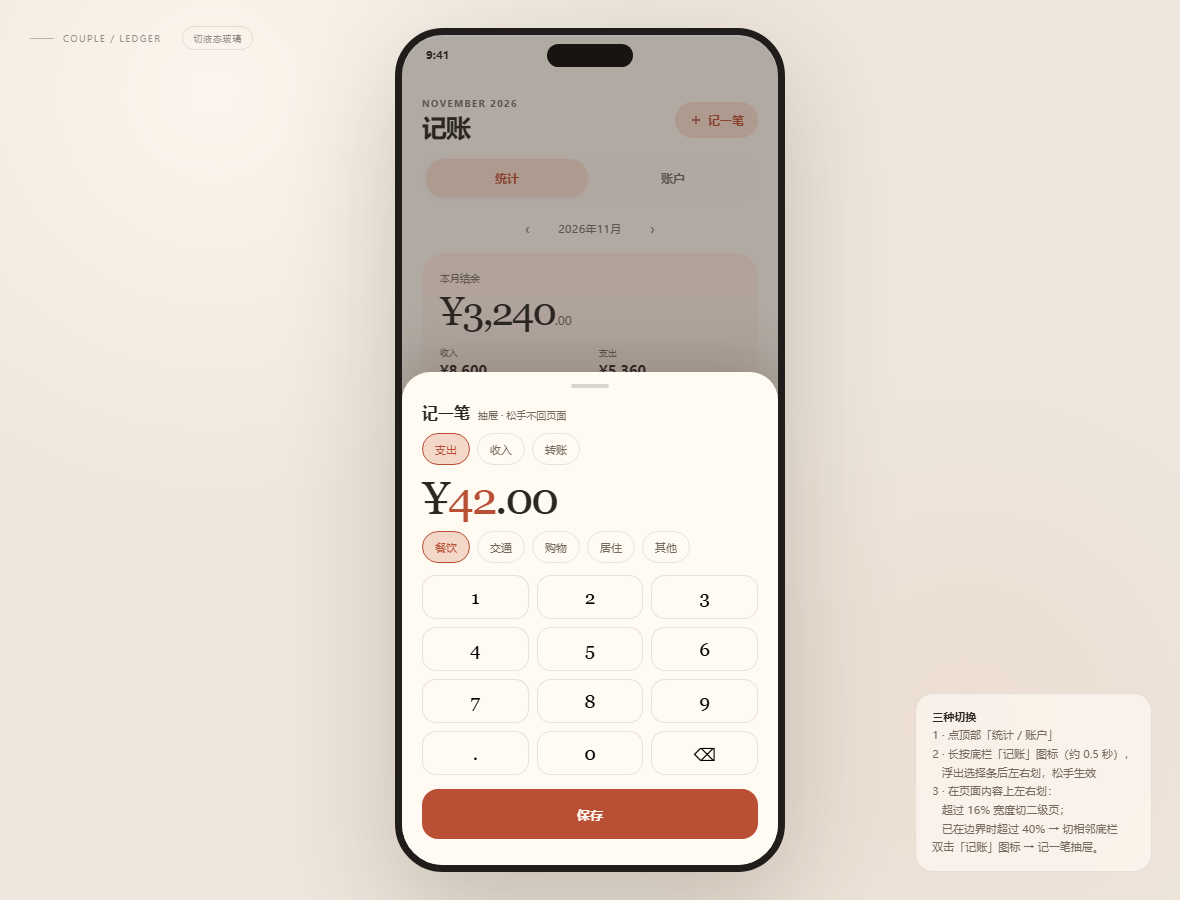 COUPLE / LEDGER
切液态玻璃
9:41
NOVEMBER 2026
记账
+ 记一笔
统计 账户
‹ 2026年11月 ›
本月结余
¥3,240.00
收入 支出
¥8,600 ¥5,360
记一笔 抽屉 · 松手不回页面
支出 收入 转账
¥42.00
餐饮 交通 购物 居住 其他
1 2 3
4 5 6
7 8 9
. 0 ⌫
保存
三种切换
1 · 点顶部「统计 / 账户」
2 · 长按底栏「记账」图标（约 0.5 秒），
浮出选择条后左右划，松手生效
3 · 在页面内容上左右划：
超过 16% 宽度切二级页；
已在边界时超过 40% → 切相邻底栏
双击「记账」图标 → 记一笔抽屉。